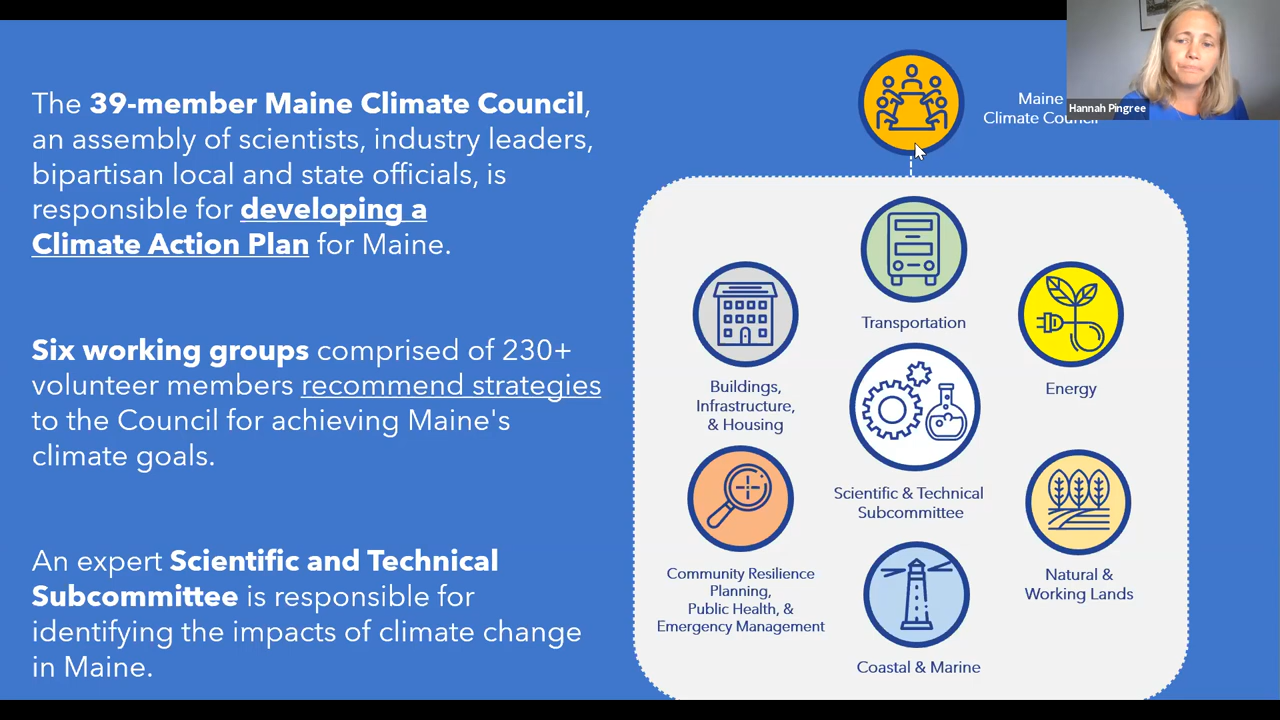 The 39-member Maine Climate Council,
an assembly of scientists, industry leaders,
bipartisan local and state officials, is
responsible for developing a
Climate Action Plan for Maine.
Six working groups comprised of 230+
volunteer members recommend strategies
to the Council for achieving Maine's
climate goals.
An expert Scientific and Technical
Subcommittee is responsible for
identifying the impacts of climate change
in Maine.
Maine
Climate Council
Hannah Pingree
Transportation
Buildings,
Infrastructure,
& Housing
Energy
Scientific & Technical
Subcommittee
Community Resilience
Planning,
Public Health, &
Emergency Management
Natural &
Working Lands
Coastal & Marine